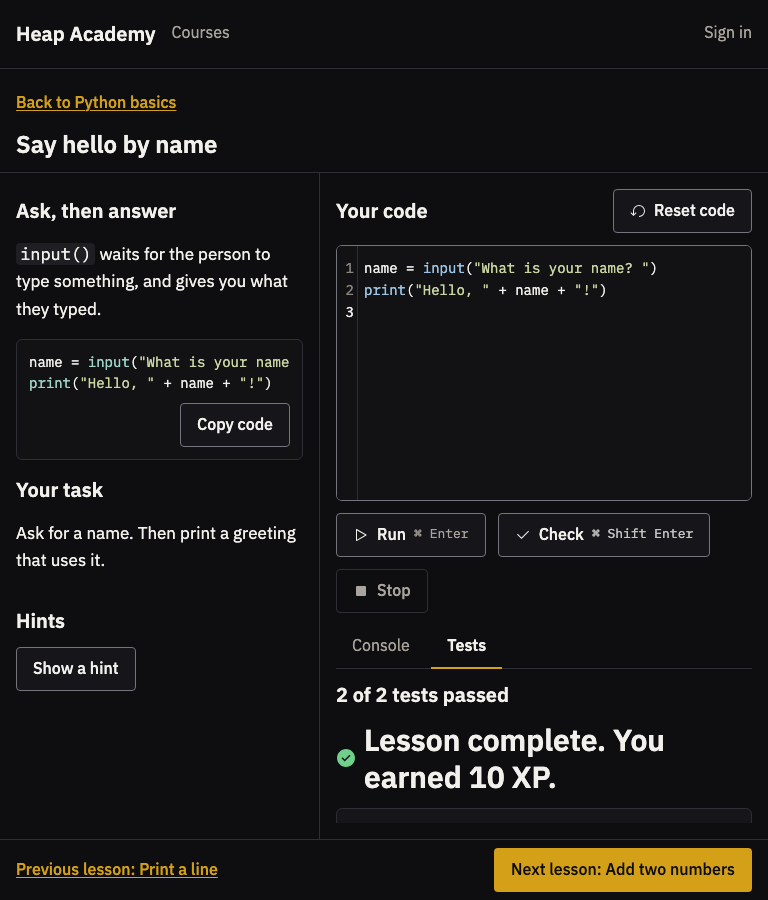 Heap Academy
Courses
Sign in
Back to Python basics
Say hello by name
Ask, then answer
input() waits for the person to
type something, and gives you what
they typed.
name = input("What is your name
print("Hello, " + name + "!")
Copy code
Your task
Ask for a name. Then print a greeting
that uses it.
Hints
Show a hint
Your code
Reset code
1 name = input("What is your name? ")
2 print("Hello, " + name + "!")
3
Run ⌘ Enter
Check ⌘ Shift Enter
Stop
Console
Tests
2 of 2 tests passed
Lesson complete. You
earned 10 XP.
Previous lesson: Print a line
Next lesson: Add two numbers